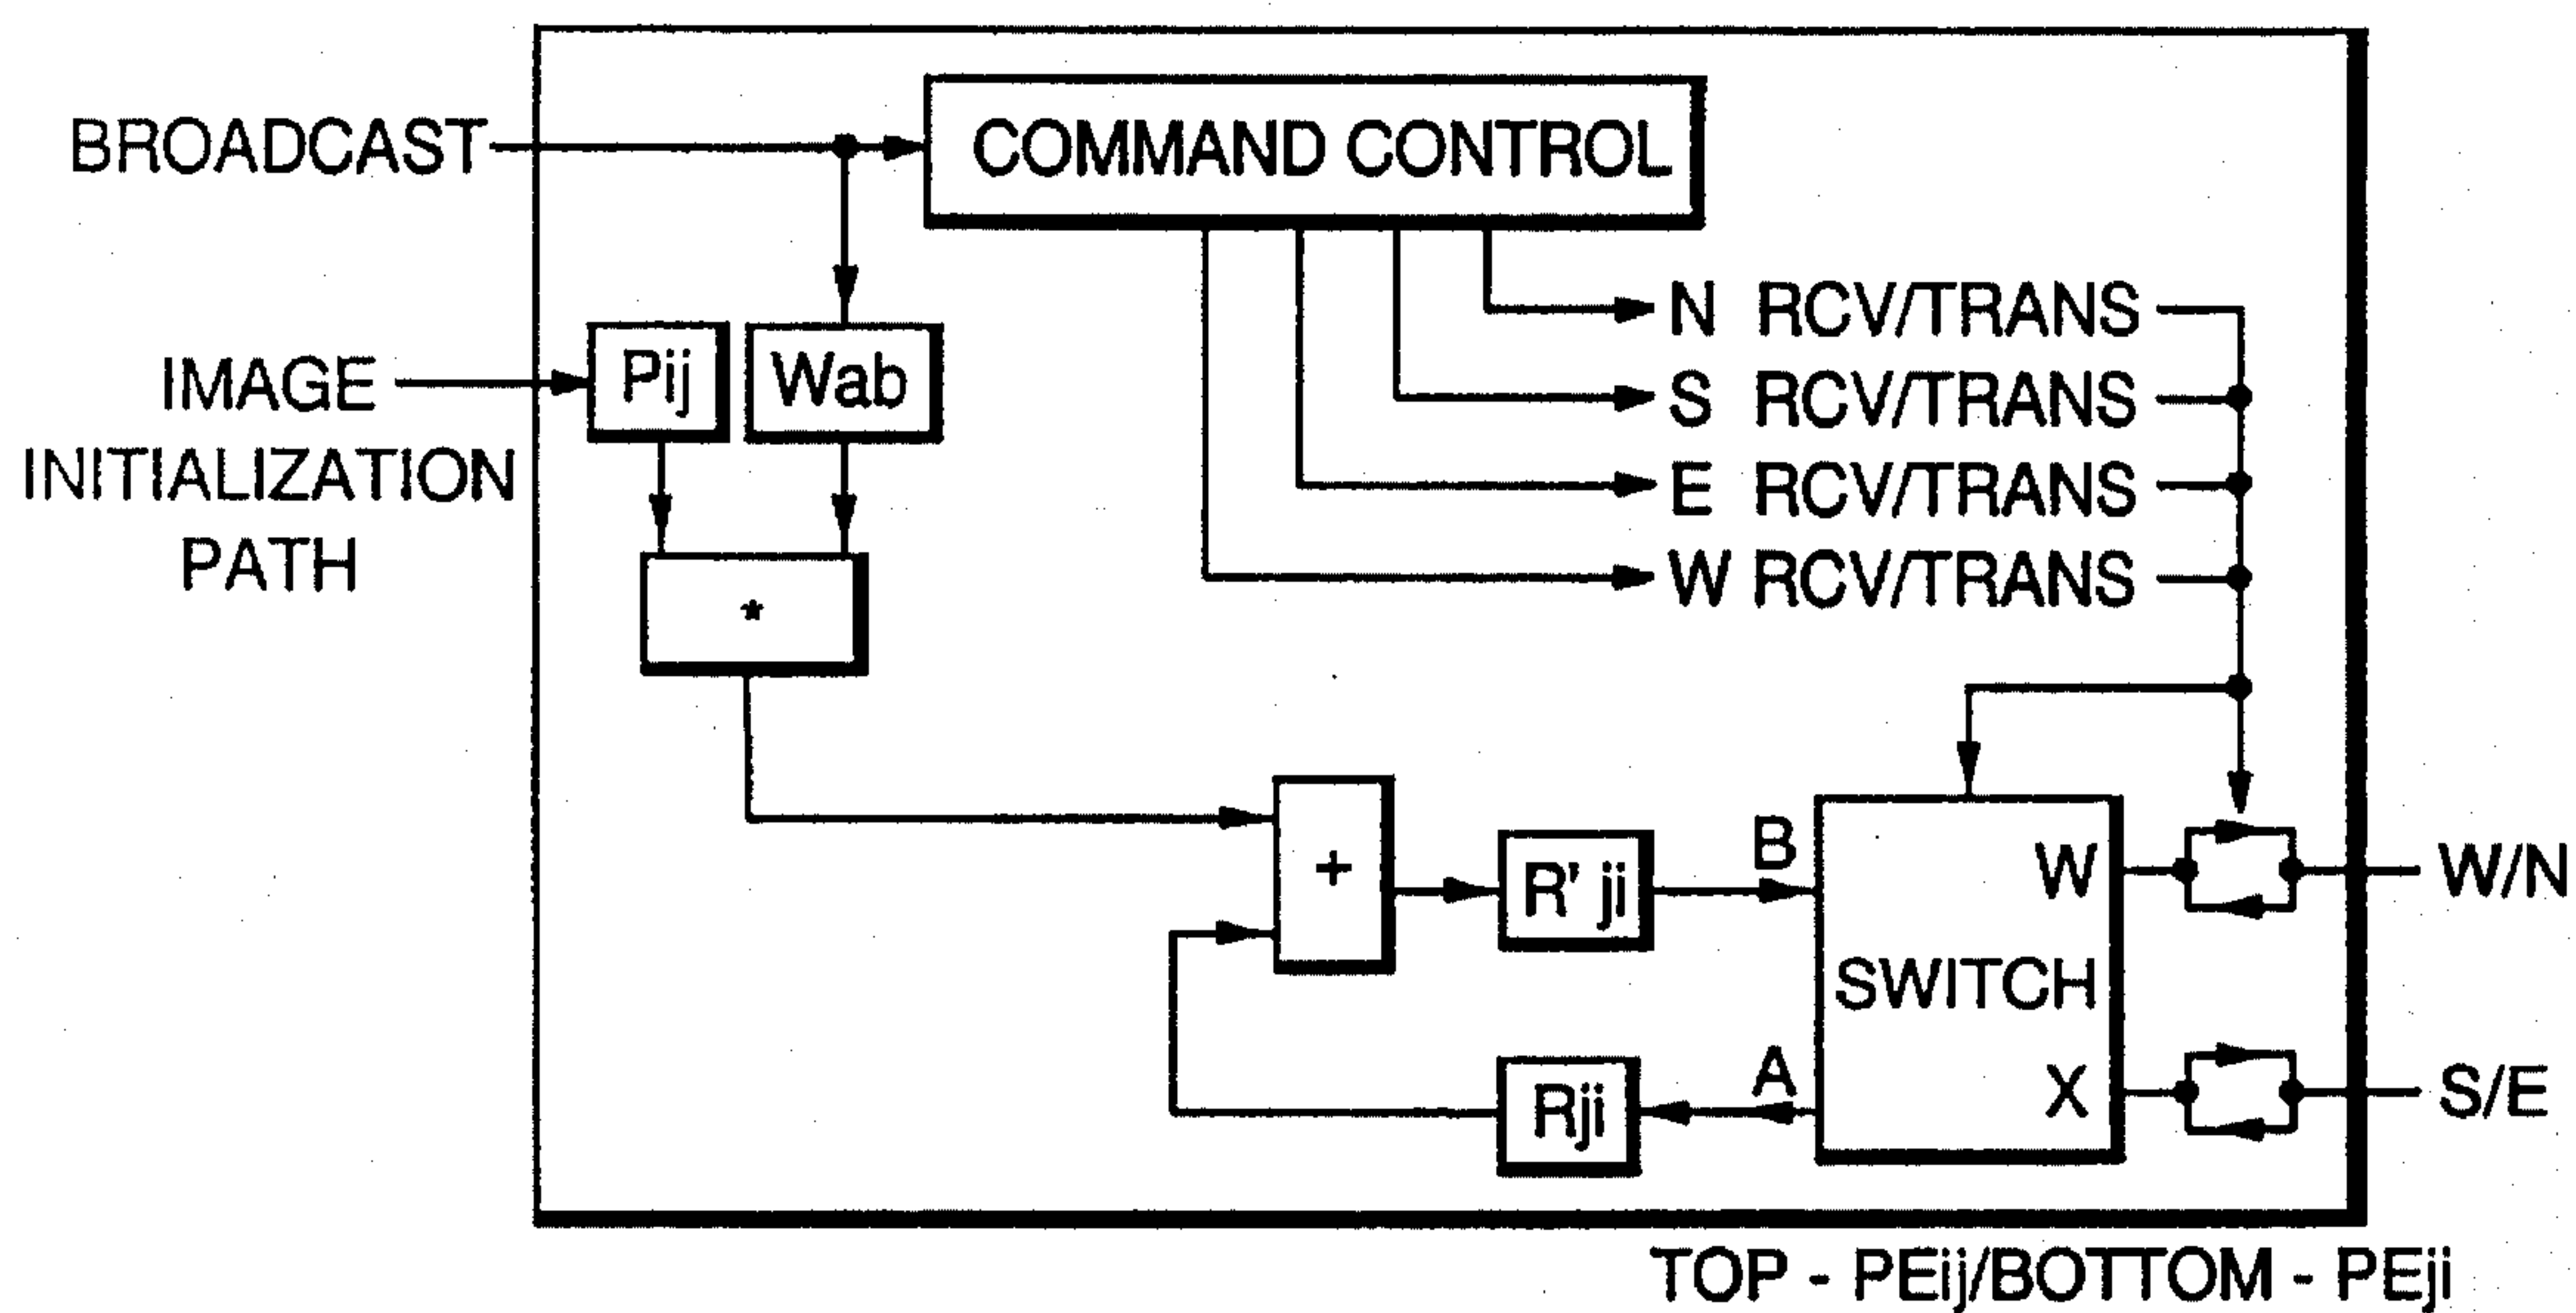 BROADCAST
COMMAND CONTROL
IMAGE
INITIALIZATION
PATH
Pij
Wab
*
N RCV/TRANS
S RCV/TRANS
E RCV/TRANS
W RCV/TRANS
+
R' ji
B
W
SWITCH
X
A
Rji
W/N
S/E
TOP - PEij/BOTTOM - PEji